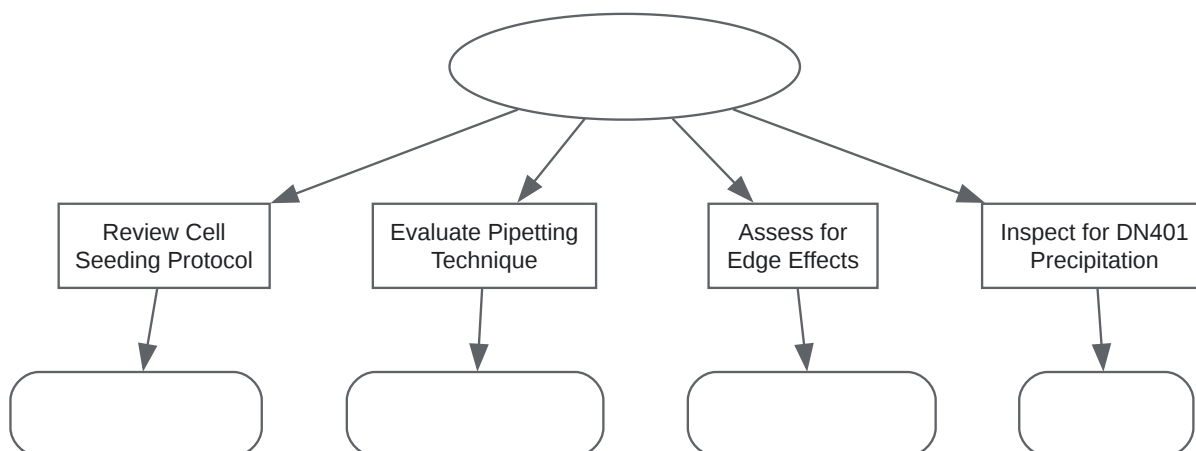 Review Cell
Seeding Protocol
Evaluate Pipetting
Technique
Assess for
Edge Effects
Inspect for DN401
Precipitation